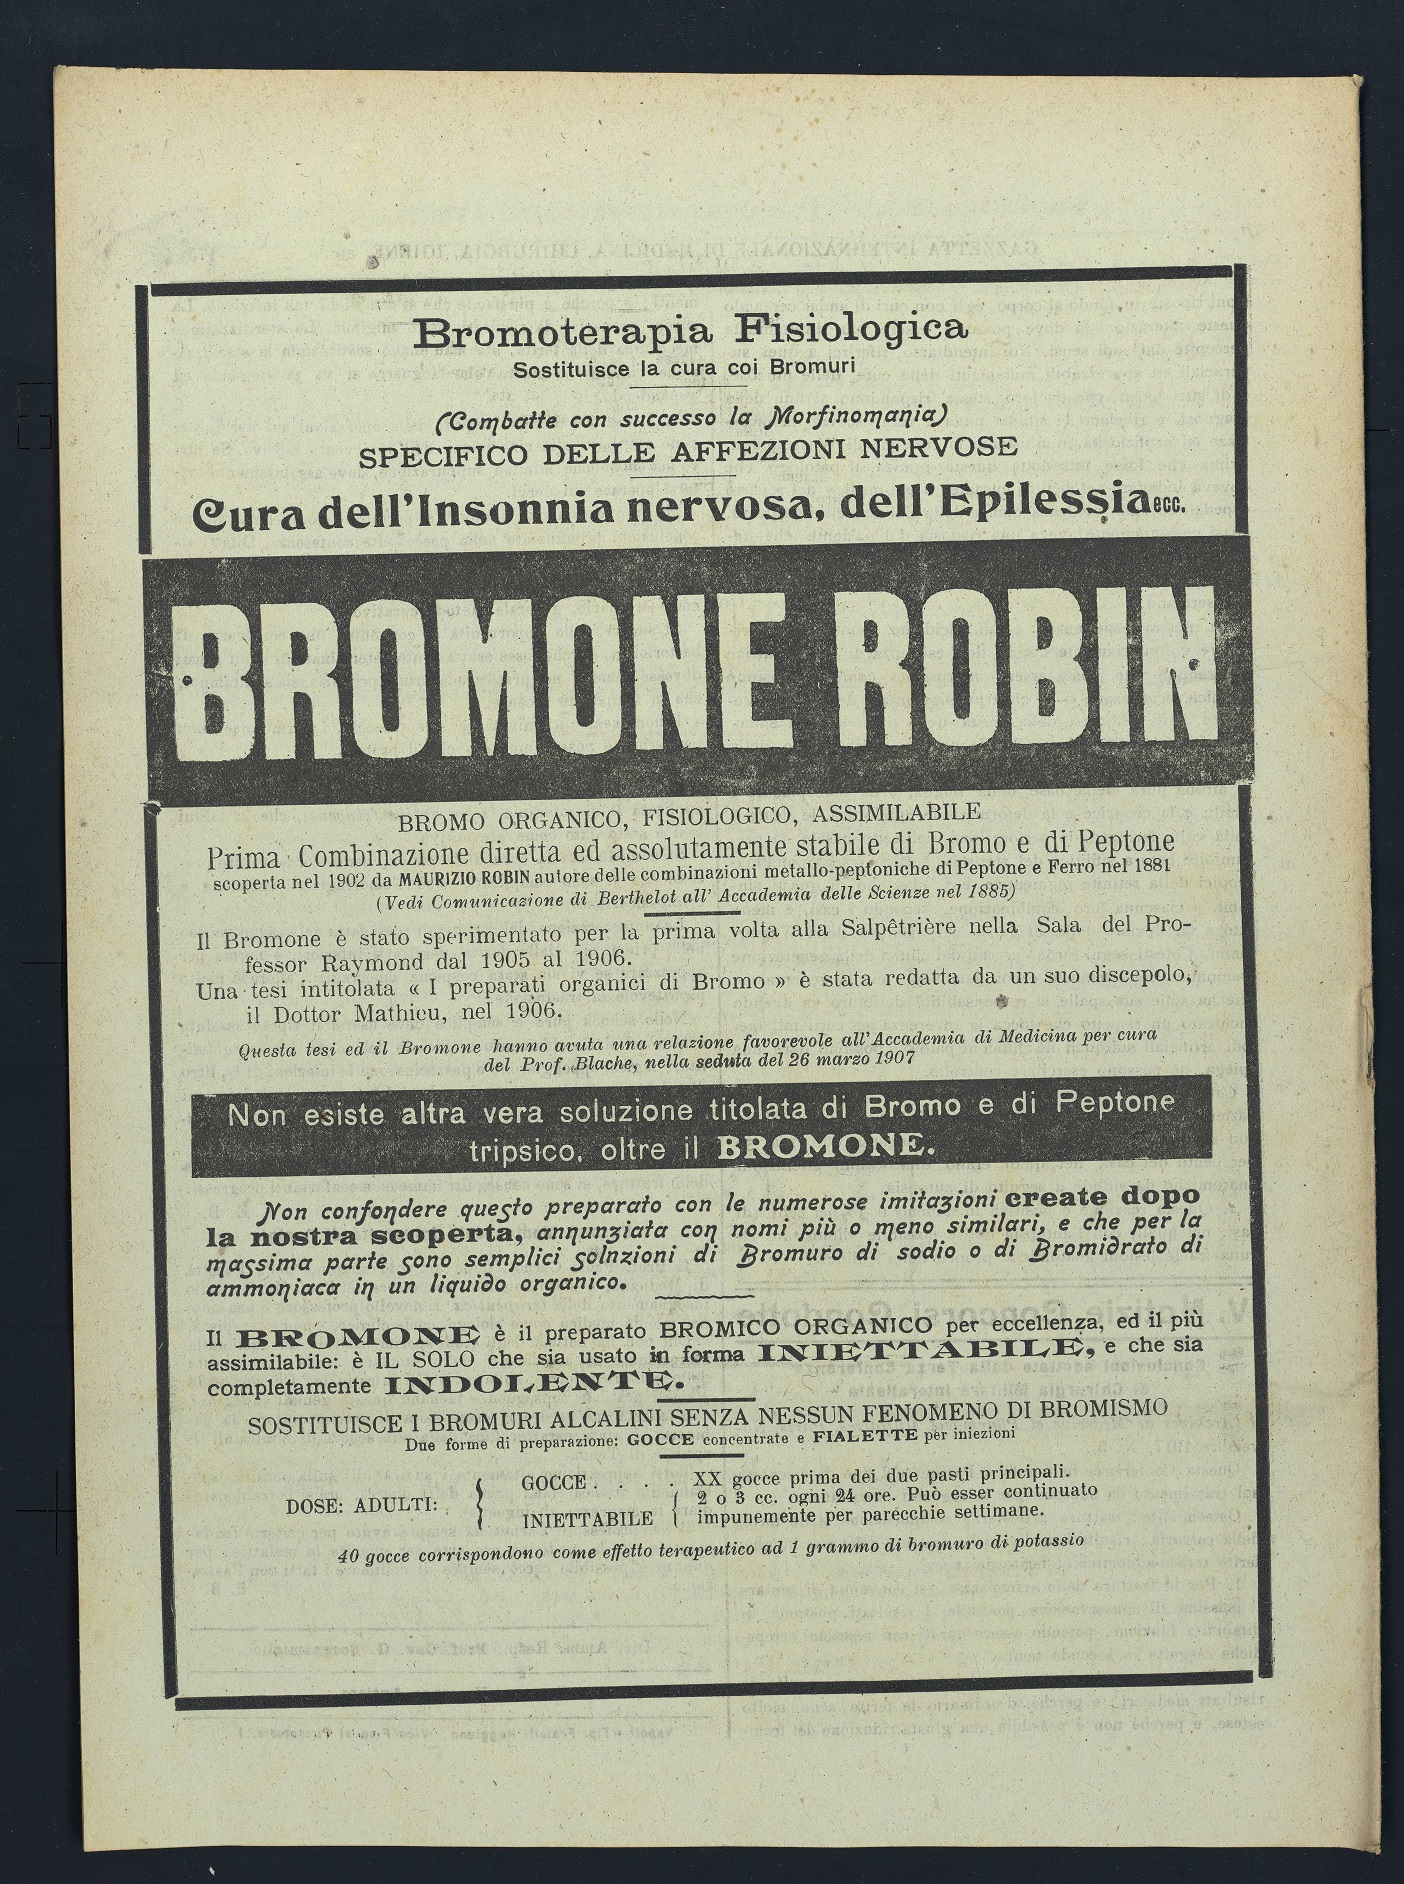 Bromoterapia Fisiologica
Sostituisce la cura coi Bromuri
(Combatte con successo la Morfinomania)
SPECIFICO DELLE AFFEZIONI NERVOSE
Cura dell'Insonnia nervosa, dell'Epilessia ecc.
BROMONE ROBIN
BROMO ORGANICO, FISIOLOGICO, ASSIMILABILE
Prima Combinazione diretta ed assolutamente stabile di Bromo e di Peptone
scoperta nel 1902 da MAURIZIO ROBIN autore delle combinazioni metallo-peptoniche di Peptone e Ferro nel 1881
(Vedi Comunicazione di Berthelot all' Accademia delle Scienze nel 1885)
Il Bromone è stato sperimentato per la prima volta alla Salpêtrière nella Sala del Pro-
fessor Raymond dal 1905 al 1906.
Una tesi intitolata « I preparati organici di Bromo » è stata redatta da un suo discepolo,
il Dottor Mathieu, nel 1906.
Questa tesi ed il Bromone hanno avuta una relazione favorevole all'Accademia di Medicina per cura
del Prof. Blache, nella seduta del 26 marzo 1907
Non esiste altra vera soluzione titolata di Bromo e di Peptone
tripsico, oltre il BROMONE.
Non confondere questo preparato con le numerose imitazioni create dopo
la nostra scoperta, annunziata con nomi più o meno similari, e che per la
massima parte sono semplici solnzioni di Bromuro di sodio o di Bromidrato di
ammoniaca in un liquido organico.
Il BROMONE è il preparato BROMICO ORGANICO per eccellenza, ed il più
assimilabile: è IL SOLO che sia usato in forma INIETTABILE, e che sia
completamente INDOLENTE.
SOSTITUISCE I BROMURI ALCALINI SENZA NESSUN FENOMENO DI BROMISMO
Due forme di preparazione: GOCCE concentrate e FIALETTE per iniezioni
DOSE: ADULTI:
GOCCE . . . . XX gocce prima dei due pasti principali.
INIETTABILE
2 o 3 cc. ogni 24 ore. Può esser continuato
impunemente per parecchie settimane.
40 gocce corrispondono come effetto terapeutico ad 1 grammo di bromuro di potassio